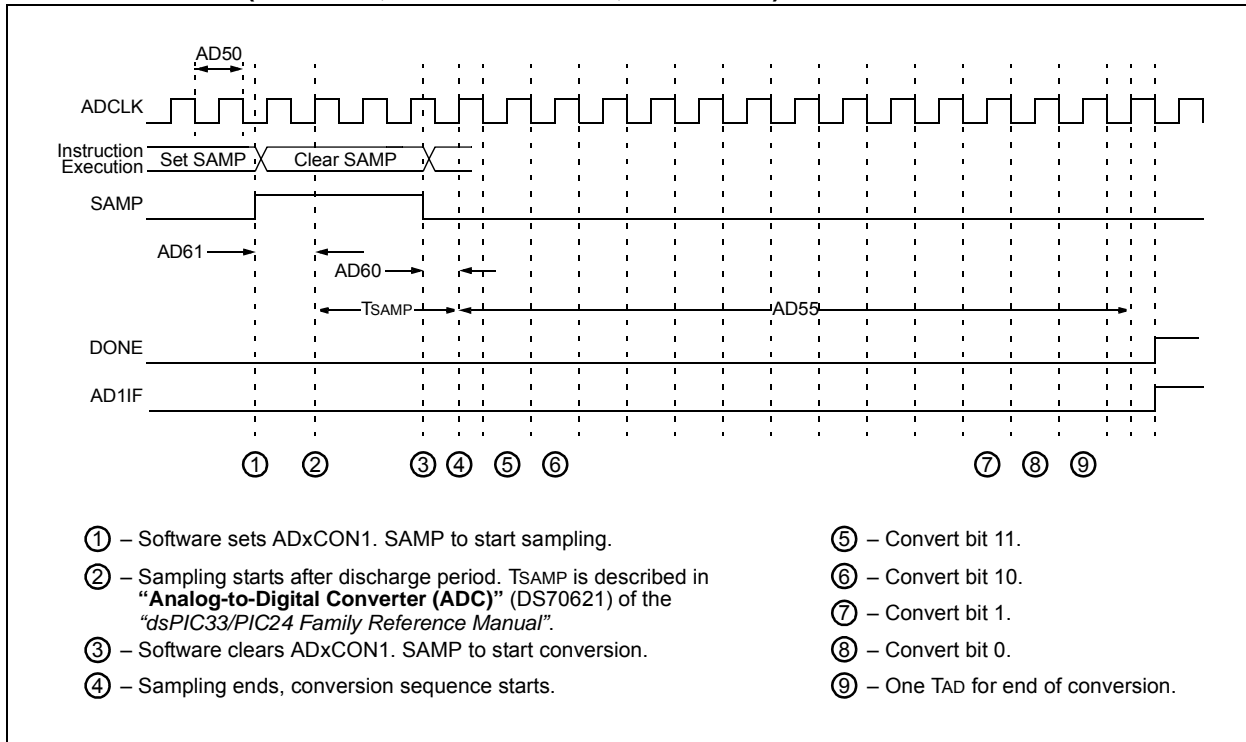 AD50
ADCLK
Instruction
Execution
Set SAMP
Clear SAMP
SAMP
AD61
AD60
TSAMP
AD55
DONE
AD1IF
1 2 3 4 5 6 7 8 9
① – Software sets ADxCON1. SAMP to start sampling.
② – Sampling starts after discharge period. TSAMP is described in
“Analog-to-Digital Converter (ADC)” (DS70621) of the
“dsPIC33/PIC24 Family Reference Manual”.
③ – Software clears ADxCON1. SAMP to start conversion.
④ – Sampling ends, conversion sequence starts.
⑤ – Convert bit 11.
⑥ – Convert bit 10.
⑦ – Convert bit 1.
⑧ – Convert bit 0.
⑨ – One TAD for end of conversion.